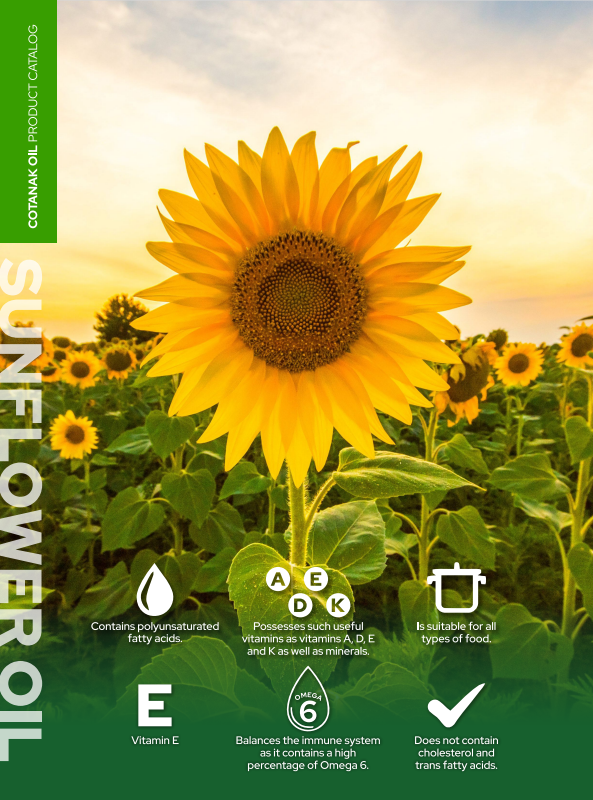 COTANAK OIL PRODUCT CATALOG
SUNFLOWER OIL
Contains polyunsaturated
fatty acids.
A E
D K
Possesses such useful
vitamins as vitamins A, D, E
and K as well as minerals.
Is suitable for all
types of food.
E
Vitamin E
OMEGA
6
Balances the immune system
as it contains a high
percentage of Omega 6.
Does not contain
cholesterol and
trans fatty acids.